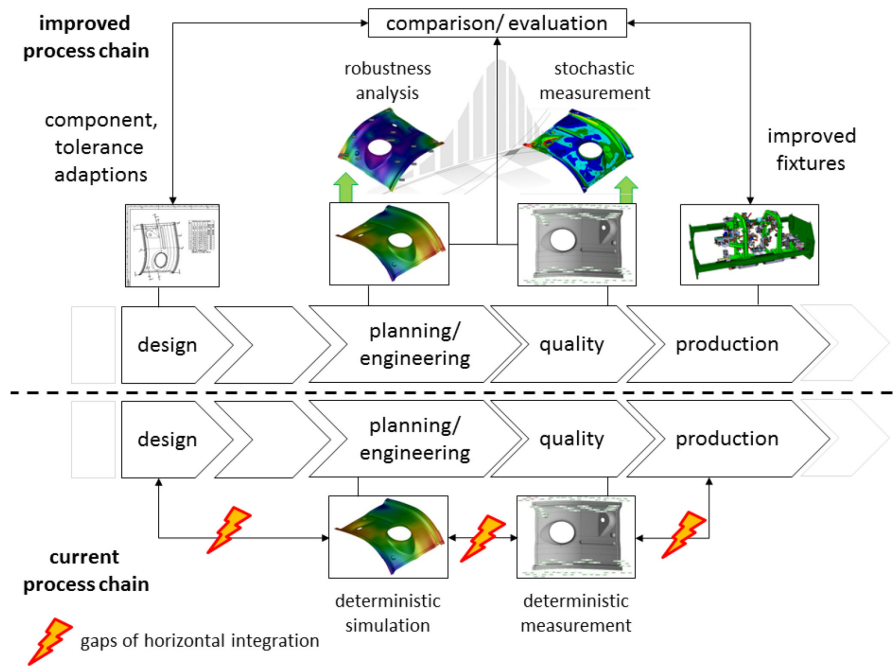 improved
process chain
comparison/ evaluation
robustness
analysis
stochastic
measurement
component,
tolerance
adaptions
improved
fixtures
design
planning/
engineering
quality
production
design
planning/
engineering
quality
production
current
process chain
deterministic
simulation
deterministic
measurement
gaps of horizontal integration